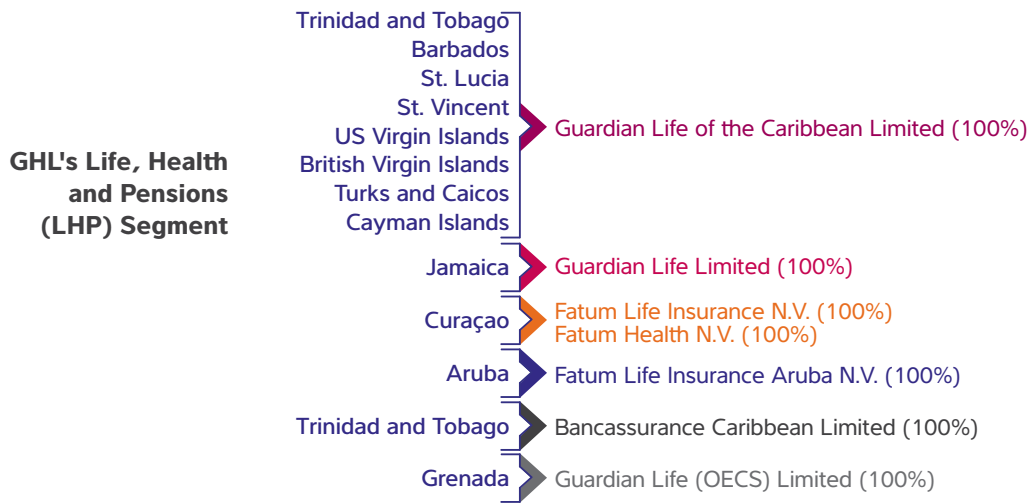 GHL's Life, Health
and Pensions
(LHP) Segment
Trinidad and Tobago
Barbados
St. Lucia
St. Vincent
US Virgin Islands
British Virgin Islands
Turks and Caicos
Cayman Islands
Guardian Life of the Caribbean Limited (100%)
Jamaica
Guardian Life Limited (100%)
Curaçao
Fatum Life Insurance N.V. (100%)
Fatum Health N.V. (100%)
Aruba
Fatum Life Insurance Aruba N.V. (100%)
Trinidad and Tobago
Bancassurance Caribbean Limited (100%)
Grenada
Guardian Life (OECS) Limited (100%)